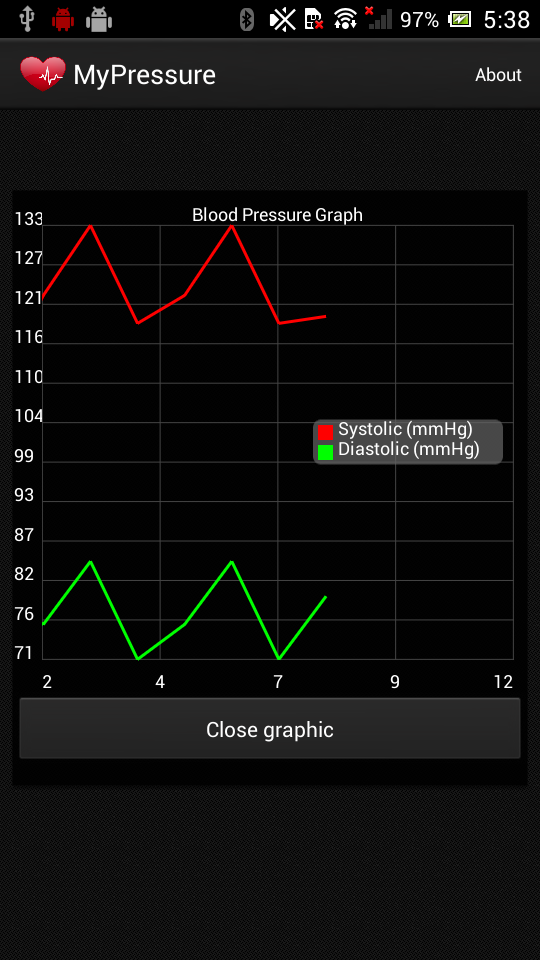 97% 5:38
MyPressure About
Blood Pressure Graph
133
127
121
116
110
104
Systolic (mmHg)
Diastolic (mmHg)
99
93
87
82
76
71
2 4 7 9 12
Close graphic